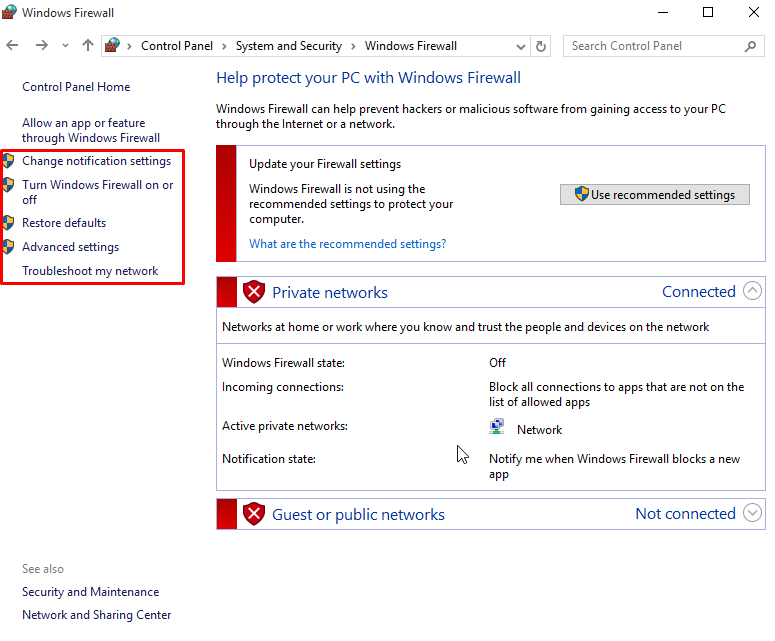 Windows Firewall
Control Panel
System and Security
Windows Firewall
Search Control Panel
Control Panel Home
Allow an app or feature
through Windows Firewall
Change notification settings
Turn Windows Firewall on or
off
Restore defaults
Advanced settings
Troubleshoot my network
Help protect your PC with Windows Firewall
Windows Firewall can help prevent hackers or malicious software from gaining access to your PC
through the Internet or a network.
Update your Firewall settings
Windows Firewall is not using the
recommended settings to protect your
computer.
What are the recommended settings?
Use recommended settings
Private networks
Connected
Networks at home or work where you know and trust the people and devices on the network
Windows Firewall state:
Off
Incoming connections:
Block all connections to apps that are not on the
list of allowed apps
Active private networks:
Network
Notification state:
Notify me when Windows Firewall blocks a new
app
Guest or public networks
Not connected
See also
Security and Maintenance
Network and Sharing Center